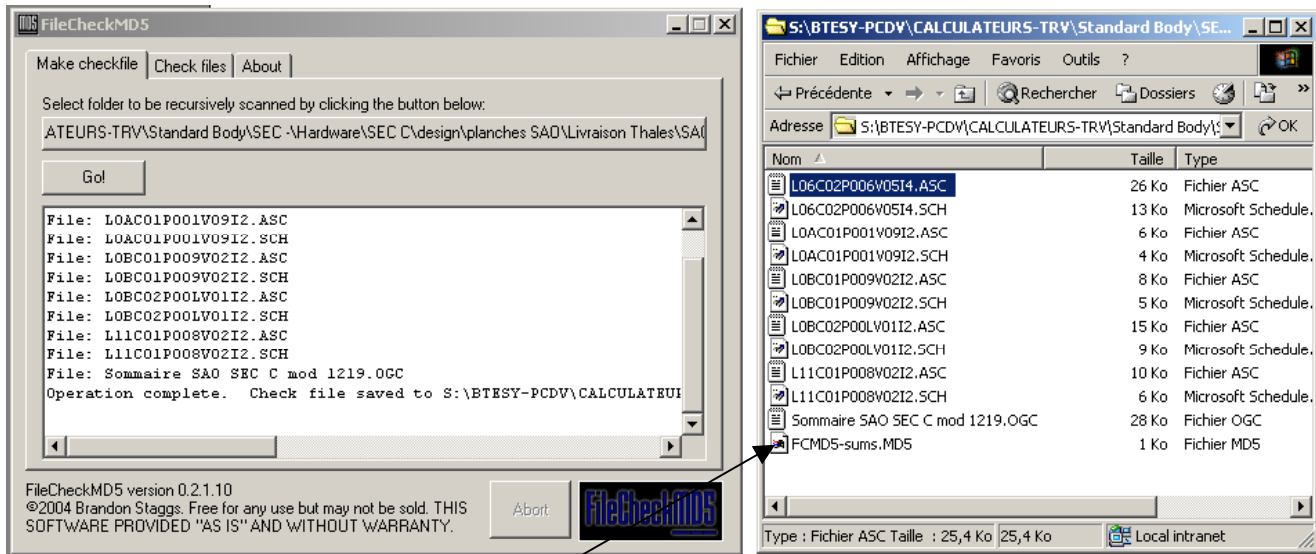 FileCheckMD5
Make checkfile
Check files
About
Select folder to be recursively scanned by clicking the button below:
ATEURS-TRV\Standard Body\SEC -\Hardware\SEC C\design\planches SAO\Livraison Thales\SA(
Go!
File: L0AC01P001V09I2.ASC
File: L0AC01P001V09I2.SCH
File: L0BC01P009V02I2.ASC
File: L0BC01P009V02I2.SCH
File: L0BC02P00LV01I2.ASC
File: L0BC02P00LV01I2.SCH
File: L11C01P008V02I2.ASC
File: L11C01P008V02I2.SCH
File: Sommaire SAO SEC C mod 1219.OGC
Operation complete. Check file saved to S:\BTESY-PCDV\CALCULATEUR
FileCheckMD5 version 0.2.1.10
©2004 Brandon Staggs. Free for any use but may not be sold. THIS
SOFTWARE PROVIDED "AS IS" AND WITHOUT WARRANTY.
Abort
FileCheckMD5
S:\BTESY-PCDV\CALCULATEURS-TRV\Standard Body\SE...
Fichier Edition Affichage Favoris Outils ?
Précédente Rechercher Dossiers »
Adresse S:\BTESY-PCDV\CALCULATEURS-TRV\Standard Body\S OK
Nom Taille Type
L06C02P006V05I4.ASC 26 Ko Fichier ASC
L06C02P006V05I4.SCH 13 Ko Microsoft Schedule.
L0AC01P001V09I2.ASC 6 Ko Fichier ASC
L0AC01P001V09I2.SCH 4 Ko Microsoft Schedule.
L0BC01P009V02I2.ASC 8 Ko Fichier ASC
L0BC01P009V02I2.SCH 5 Ko Microsoft Schedule.
L0BC02P00LV01I2.ASC 15 Ko Fichier ASC
L0BC02P00LV01I2.SCH 9 Ko Microsoft Schedule.
L11C01P008V02I2.ASC 10 Ko Fichier ASC
L11C01P008V02I2.SCH 6 Ko Microsoft Schedule.
Sommaire SAO SEC C mod 1219.OGC 28 Ko Fichier OGC
FCMD5-sums.MD5 1 Ko Fichier MD5
Type : Fichier ASC Taille : 25,4 Ko 25,4 Ko Local intranet